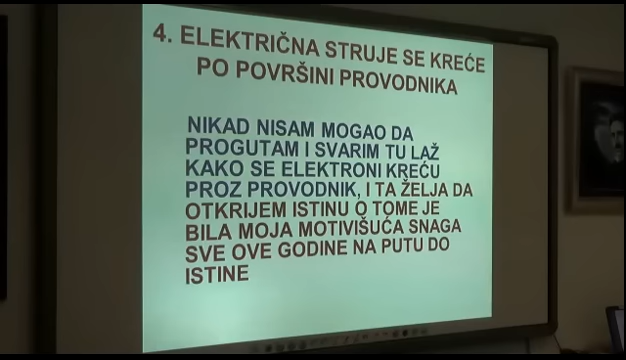 4. ELEKTRIČNA STRUJE SE KREĆE
PO POVRŠINI PROVODNIKA
NIKAD NISAM MOGAO DA
PROGUTAM I SVARIM TU LAŽ
KAKO SE ELEKTRONI KREĆU
PROZ PROVODNIK, I TA ŽELJA DA
OTKRIJEM ISTINU O TOME JE
BILA MOJA MOTIVIŠUĆA SNAGA
SVE OVE GODINE NA PUTU DO
ISTINE